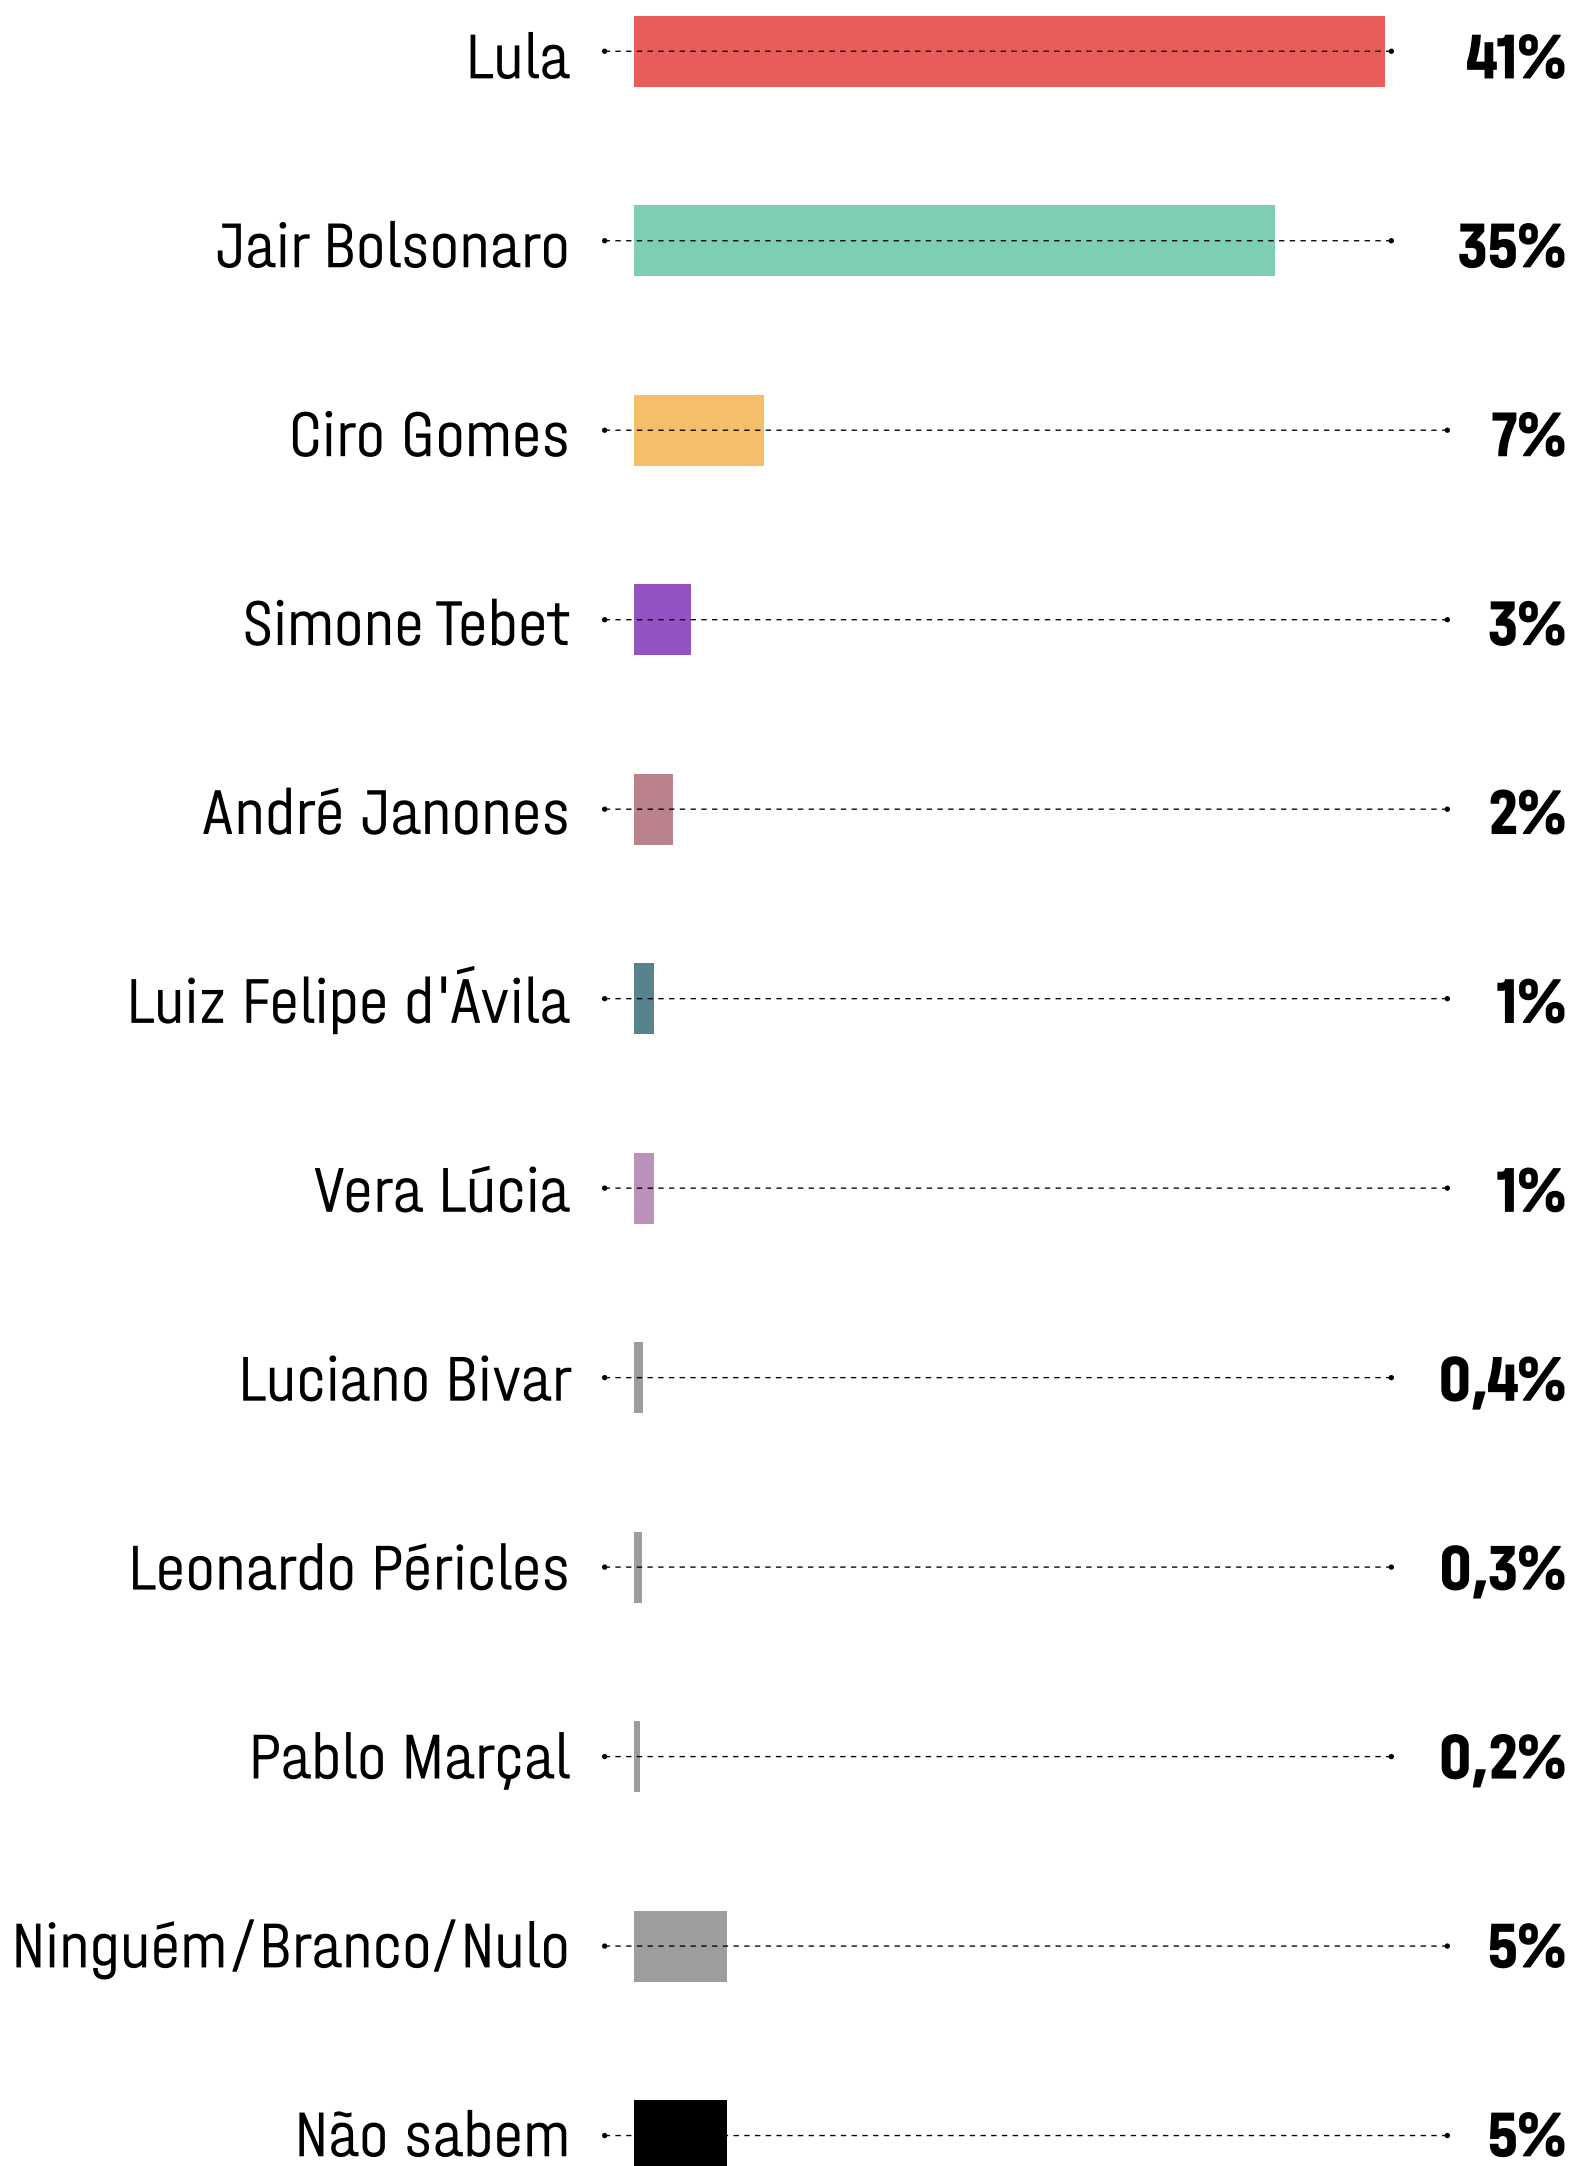 Lula 41%
Jair Bolsonaro 35%
Ciro Gomes 7%
Simone Tebet 3%
André Janones 2%
Luiz Felipe d'Ávila 1%
Vera Lúcia 1%
Luciano Bivar 0,4%
Leonardo Péricles 0,3%
Pablo Marçal 0,2%
Ninguém/Branco/Nulo 5%
Não sabem 5%